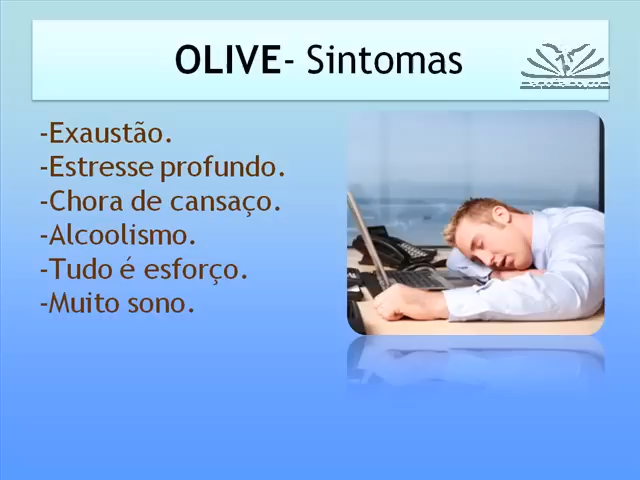 OLIVE- Sintomas
-Exaustão.
-Estresse profundo.
-Chora de cansaço.
-Alcoolismo.
-Tudo é esforço.
-Muito sono.